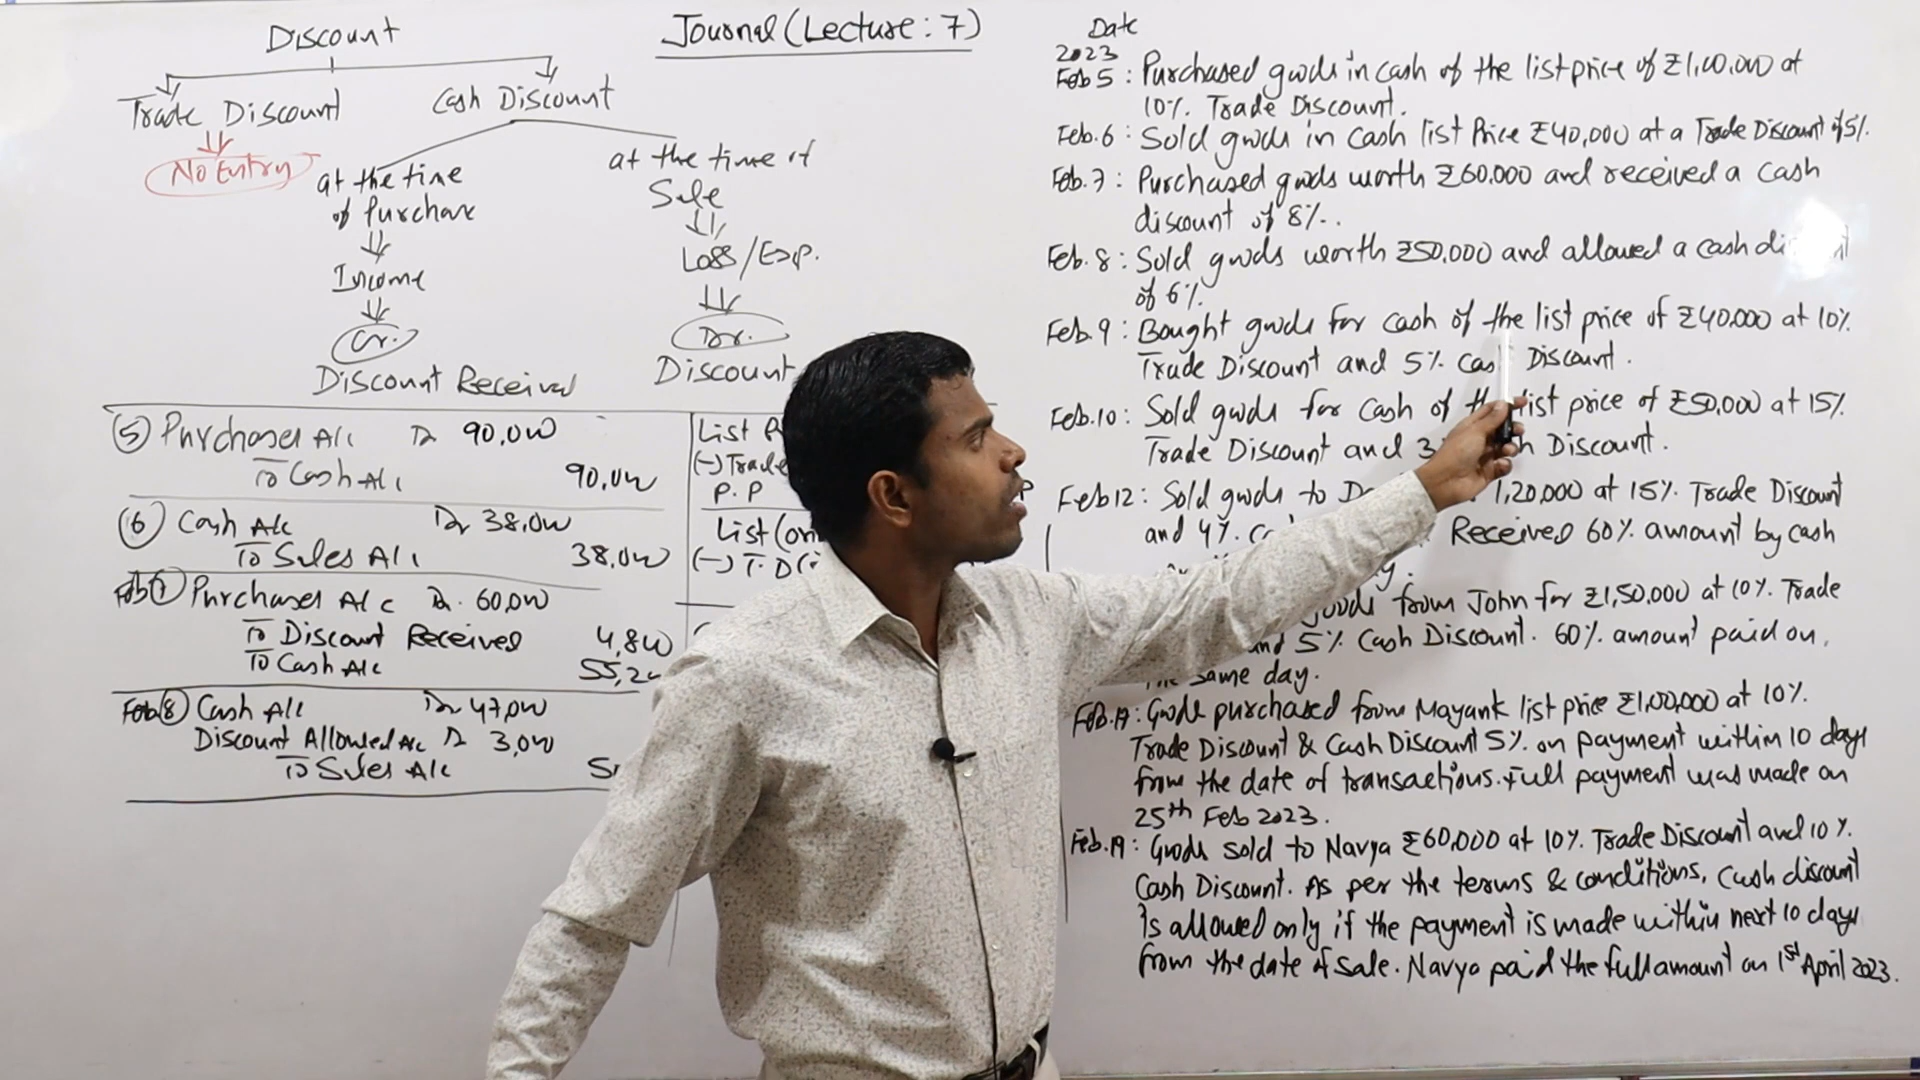 Journal (Lecture: 7)
Discount
Trade Discount
Cash Discount
No Entry
at the time
of Purchase
Income
Cr.
Discount Received
at the time of
Sale
Loss/Exp.
Dr.
Discount
(5) Purchases A/c Dr 90,000
To Cash A/c 90,000
(6) Cash A/c Dr 38,000
To Sales A/c 38,000
Feb (7) Purchases A/c Dr. 60,000
To Discount Received 4,800
To Cash A/c 55,2
Feb (8) Cash A/c Dr 47,000
Discount Allowed A/c Dr 3,000
To Sales A/c
List
(-) Trade
P.P
List
(-) T.D
Date
2023
Feb 5: Purchased goods in cash of the list price of ₹1,00,000 at
10% Trade Discount.
Feb. 6: Sold goods in cash list Price ₹40,000 at a Trade Discount of 5%.
Feb. 7: Purchased goods worth ₹60,000 and received a cash
discount of 8%..
Feb. 8: Sold goods worth ₹50,000 and allowed a cash
of 6%.
Feb. 9: Bought goods for cash of the list price of ₹40,000 at 10%.
Trade Discount and 5% Discount.
Feb. 10: Sold goods for cash of list price of ₹50,000 at 15%.
Trade Discount and Discount.
Feb 12: Sold goods to 1,20,000 at 15% Trade Discount
and 4% Received 60% amount by cash
goods from John for ₹1,50,000 at 10% Trade
5% Cash Discount. 60% amount paid on
same day.
Feb. 17: Goods purchased from Mayank list price ₹1,00,000 at 10%.
Trade Discount & Cash Discount 5% on payment within 10 days
from the date of transactions. Full payment was made on
25th Feb 2023.
Feb. 19: Goods sold to Navya ₹60,000 at 10% Trade Discount and 10%.
Cash Discount. As per the terms & conditions, cash discount
is allowed only if the payment is made within next 10 days
from the date of sale. Navya paid the full amount on 1st April 2023.